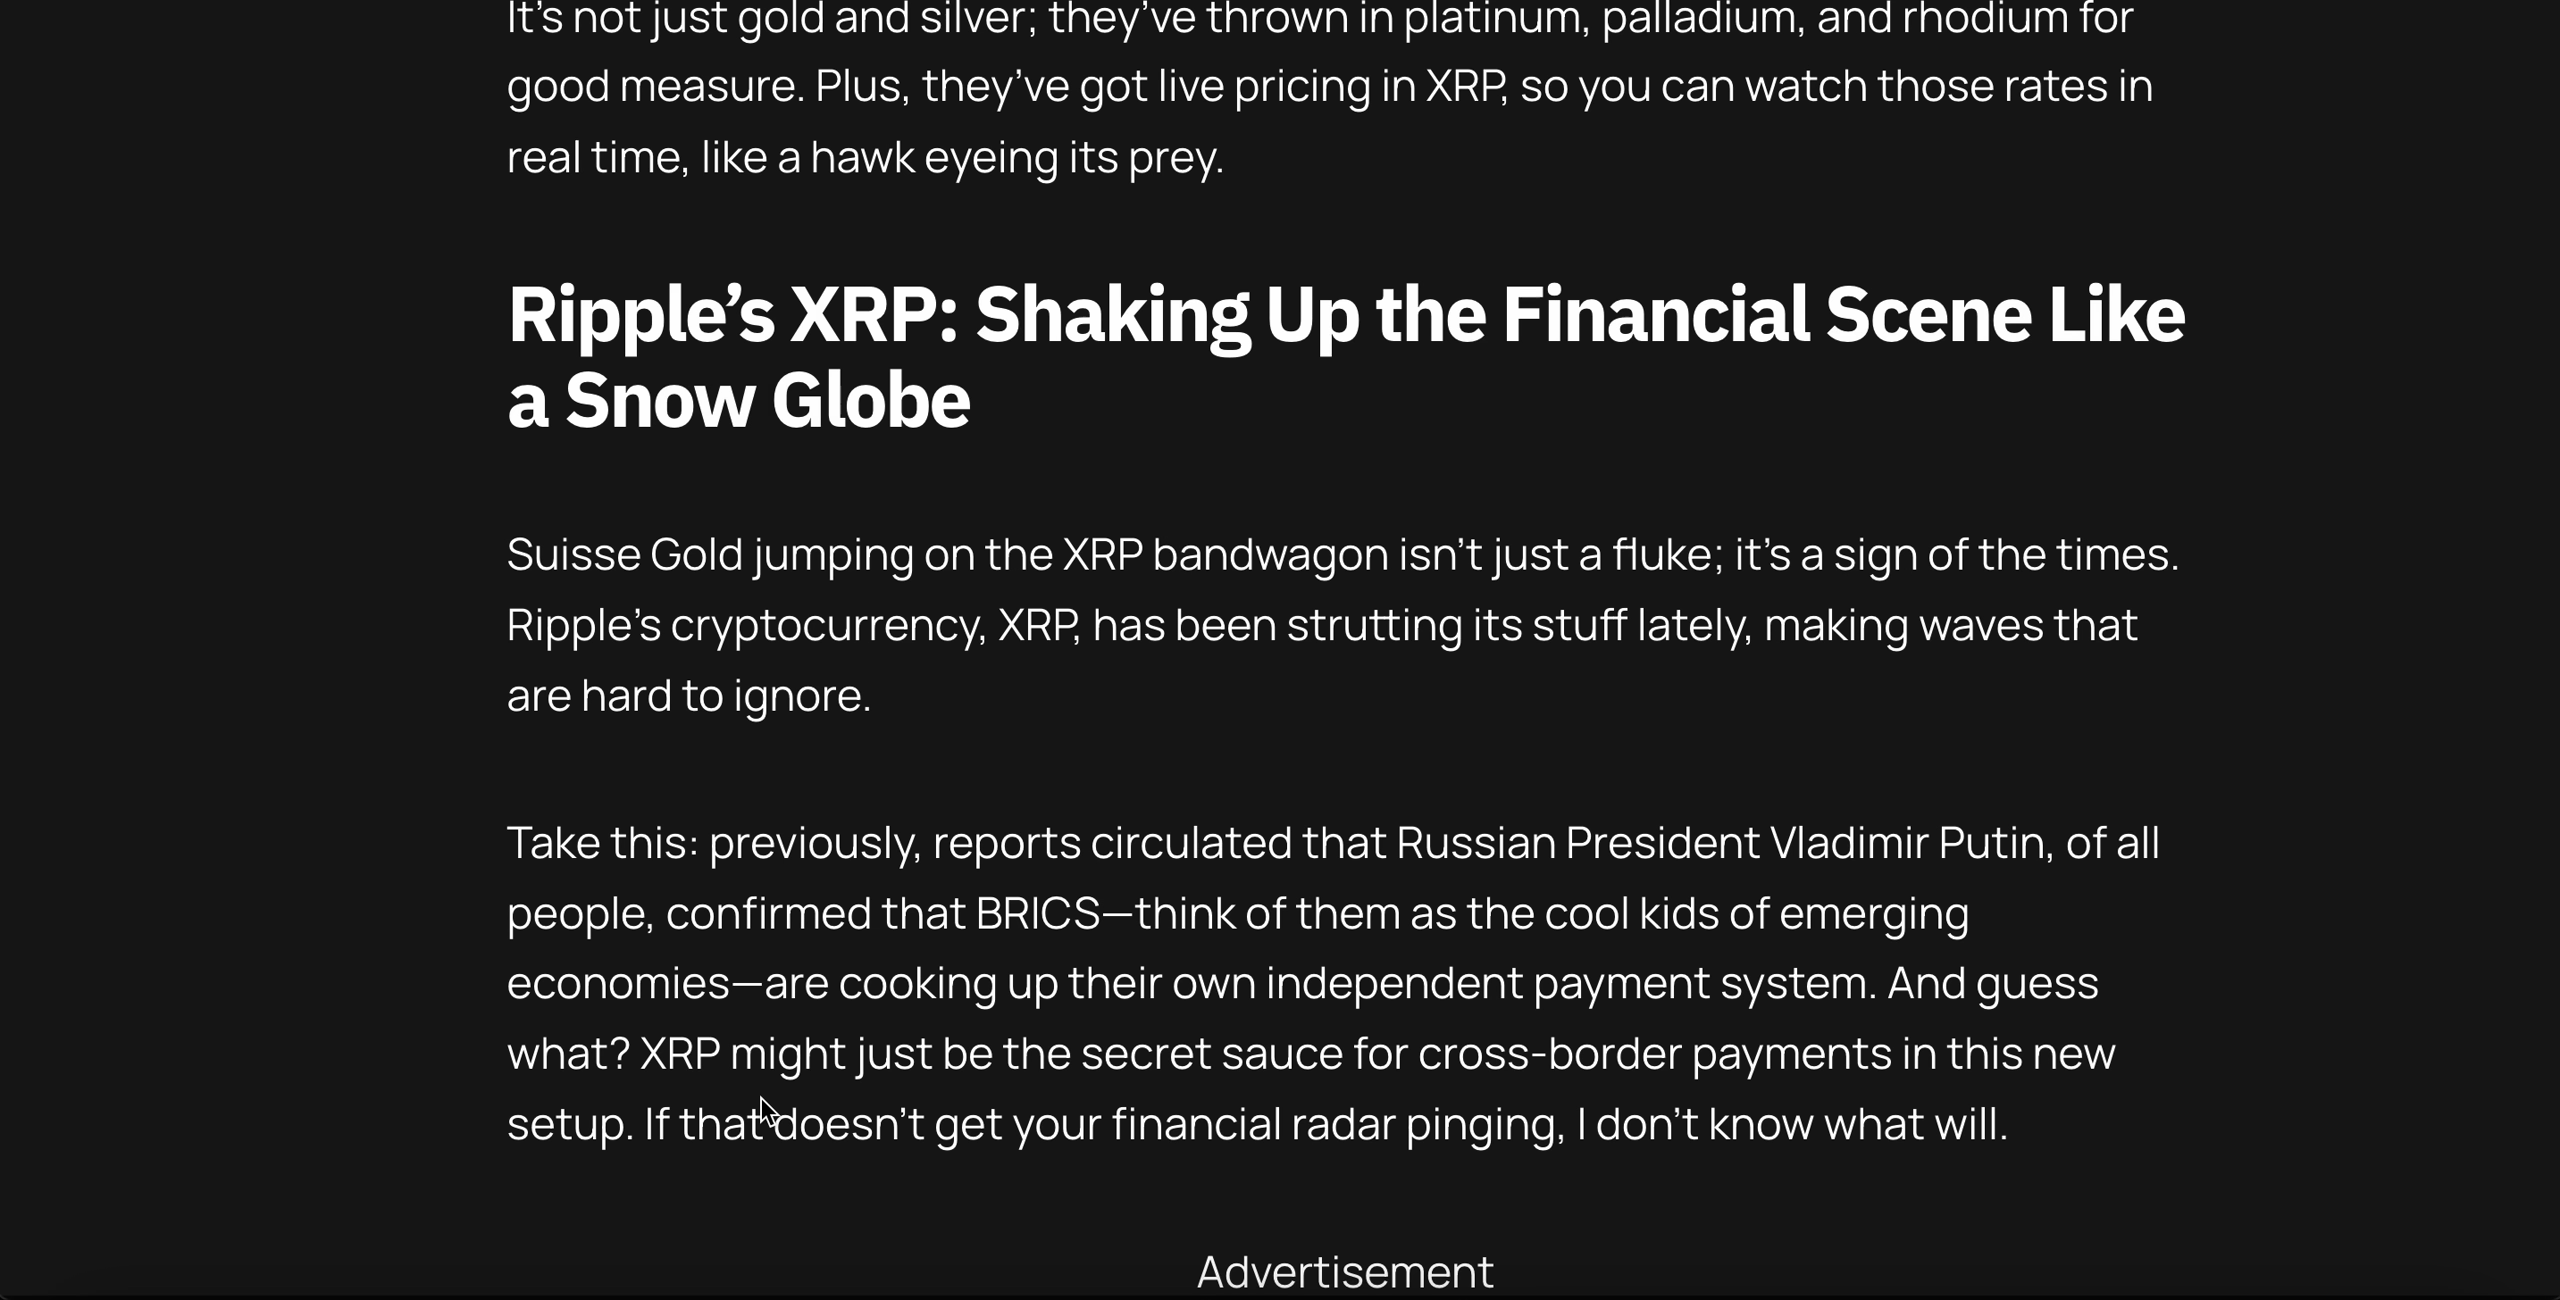 It’s not just gold and silver; they’ve thrown in platinum, palladium, and rhodium for
good measure. Plus, they’ve got live pricing in XRP, so you can watch those rates in
real time, like a hawk eyeing its prey.
Ripple’s XRP: Shaking Up the Financial Scene Like
a Snow Globe
Suisse Gold jumping on the XRP bandwagon isn’t just a fluke; it’s a sign of the times.
Ripple’s cryptocurrency, XRP, has been strutting its stuff lately, making waves that
are hard to ignore.
Take this: previously, reports circulated that Russian President Vladimir Putin, of all
people, confirmed that BRICS—think of them as the cool kids of emerging
economies—are cooking up their own independent payment system. And guess
what? XRP might just be the secret sauce for cross-border payments in this new
setup. If that doesn’t get your financial radar pinging, I don’t know what will.
Advertisement